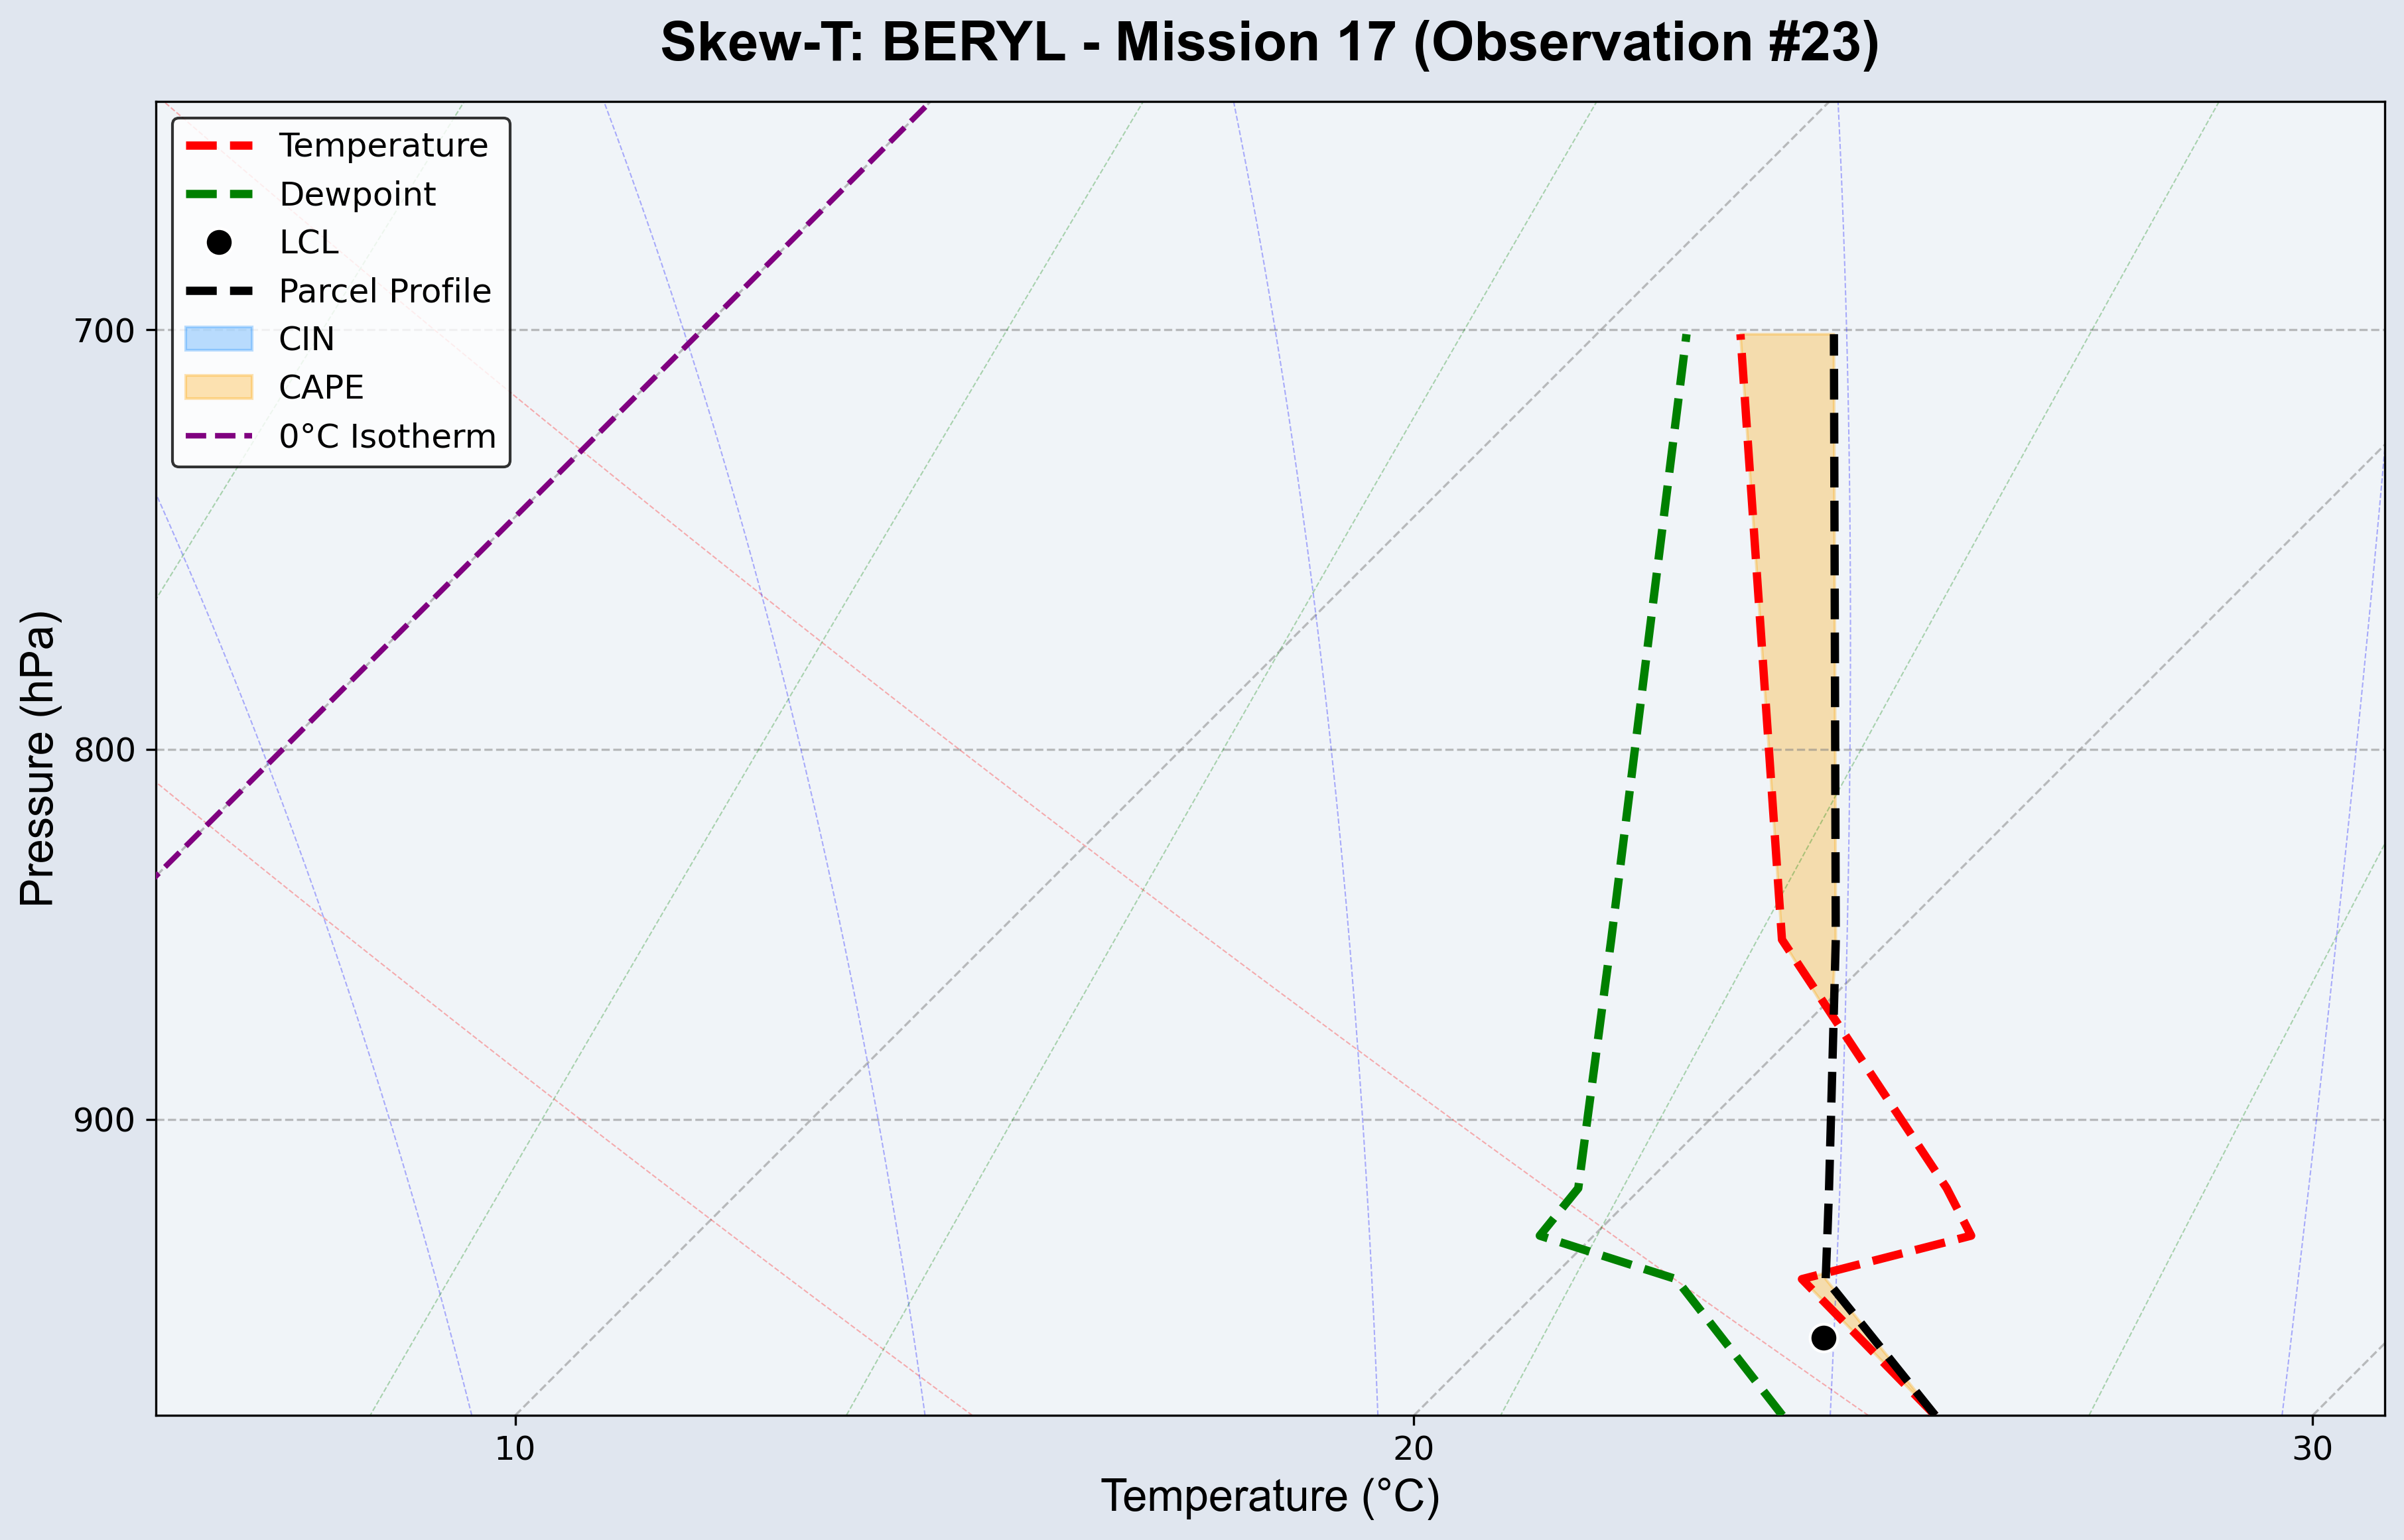 Skew-T: BERYL - Mission 17 (Observation #23)
Temperature
Dewpoint
LCL
Parcel Profile
CIN
CAPE
0°C Isotherm
Pressure (hPa)
700
800
900
10
20
30
Temperature (°C)